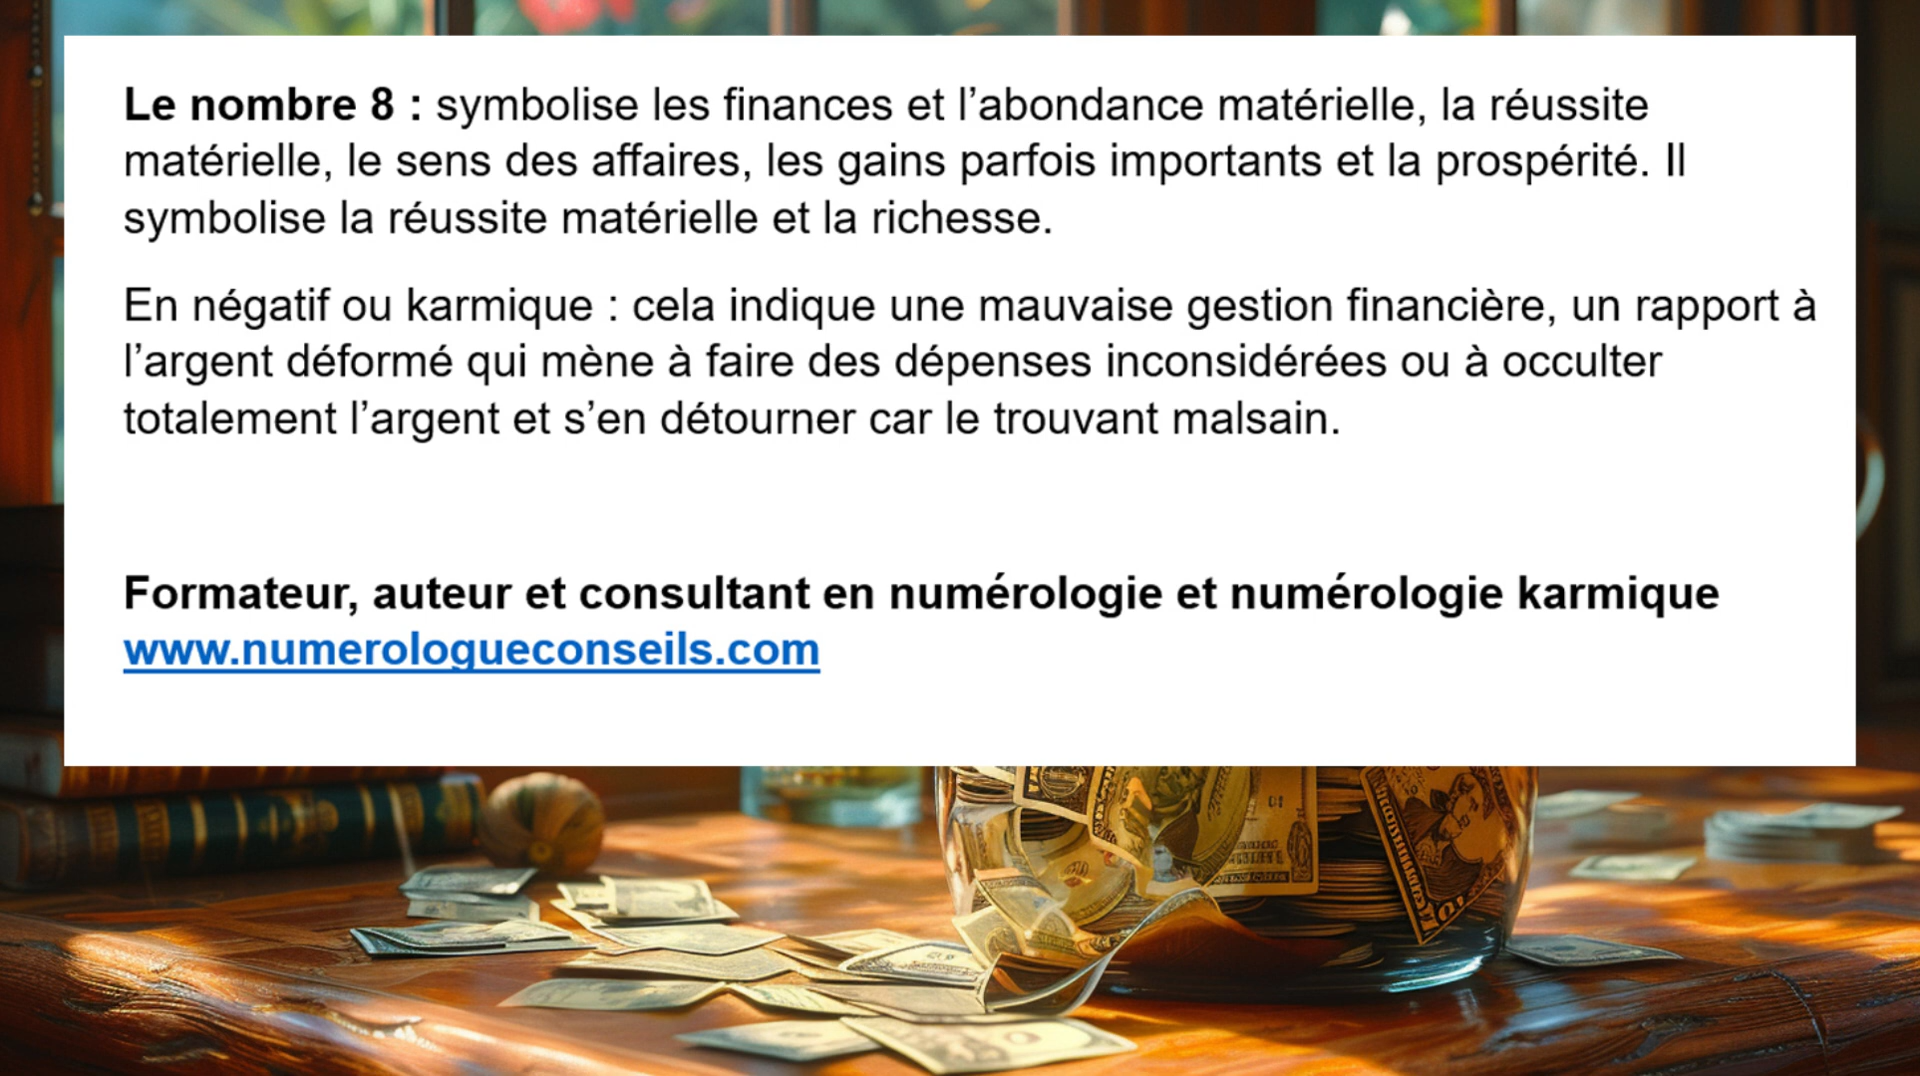 Le nombre 8 : symbolise les finances et l’abondance matérielle, la réussite
matérielle, le sens des affaires, les gains parfois importants et la prospérité. Il
symbolise la réussite matérielle et la richesse.
En négatif ou karmique : cela indique une mauvaise gestion financière, un rapport à
l’argent déformé qui mène à faire des dépenses inconsidérées ou à occulter
totalement l’argent et s’en détourner car le trouvant malsain.
Formateur, auteur et consultant en numérologie et numérologie karmique
www.numerologueconseils.com